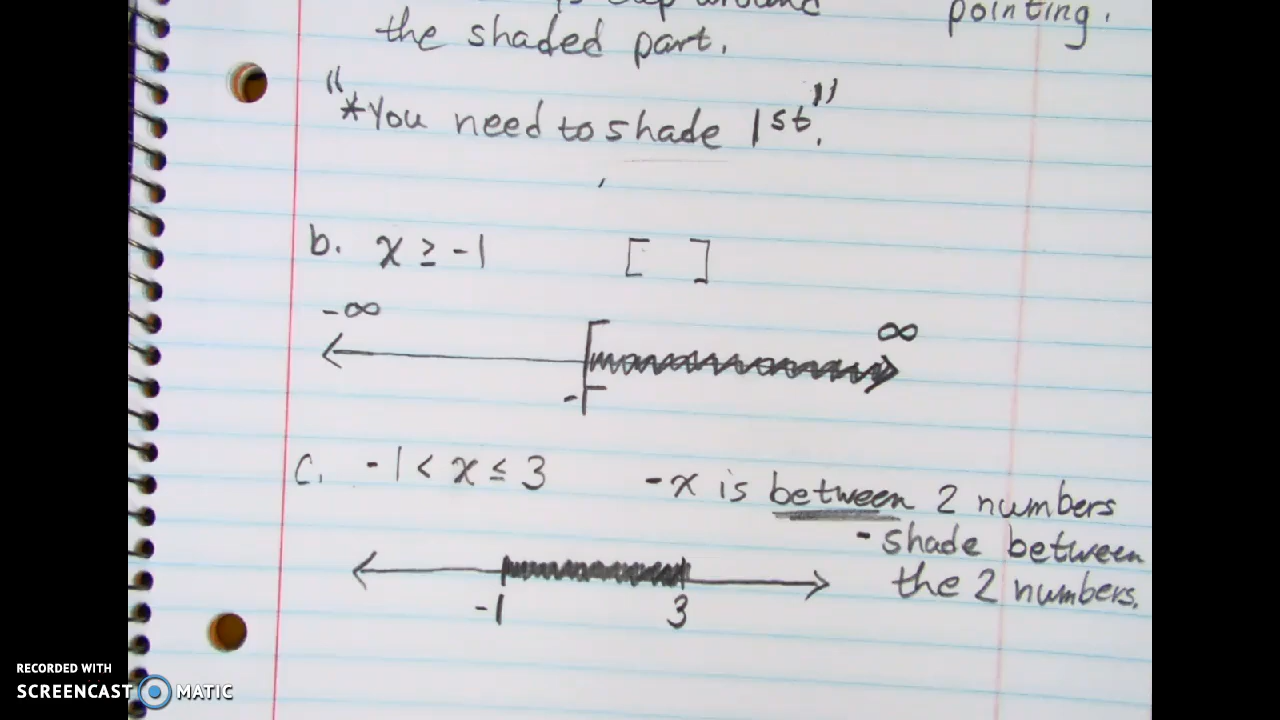 around pointing.
the shaded part.
"*You need to shade 1st."
b. x ≥ -1 [ ]
-∞ ∞
-1
c. -1 < x ≤ 3 - x is between 2 numbers
- shade between
the 2 numbers.
-1 3
RECORDED WITH
SCREENCAST MATIC